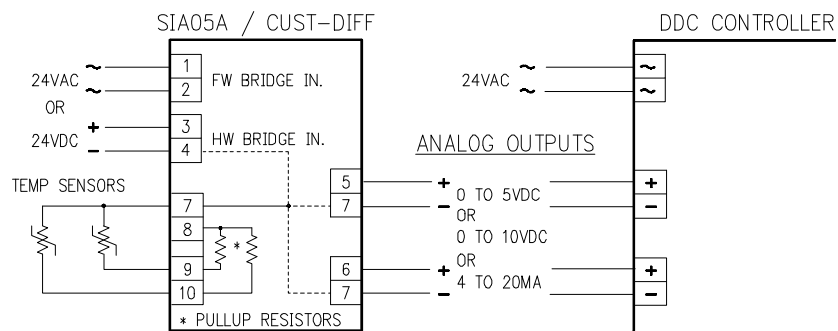 SIA05A / CUST-DIFF
DDC CONTROLLER
24VAC
OR
24VDC
~
~
+
−
1
2
3
4
FW BRIDGE IN.
HW BRIDGE IN.
TEMP SENSORS
7
8
9
10
*
* PULLUP RESISTORS
5
7
6
7
ANALOG OUTPUTS
+
−
0 TO 5VDC
OR
0 TO 10VDC
OR
4 TO 20MA
+
−
24VAC
~
~
~
~
+
−
+
−